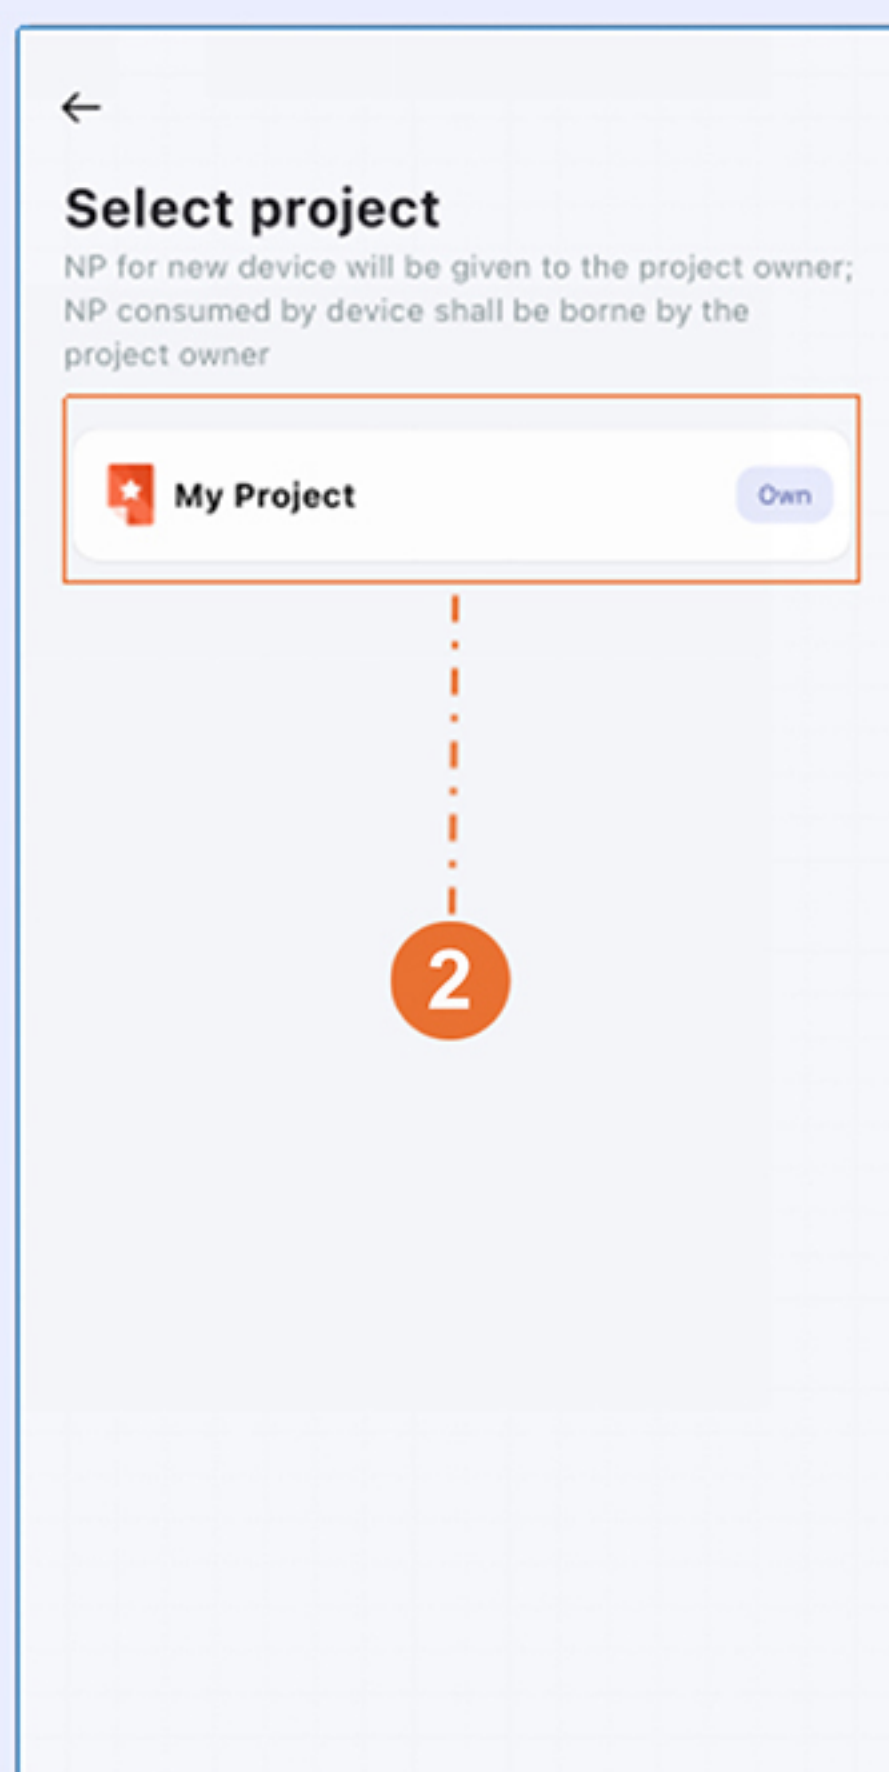 Select project
NP for new device will be given to the project owner;
NP consumed by device shall be borne by the
project owner
My Project
Own
2